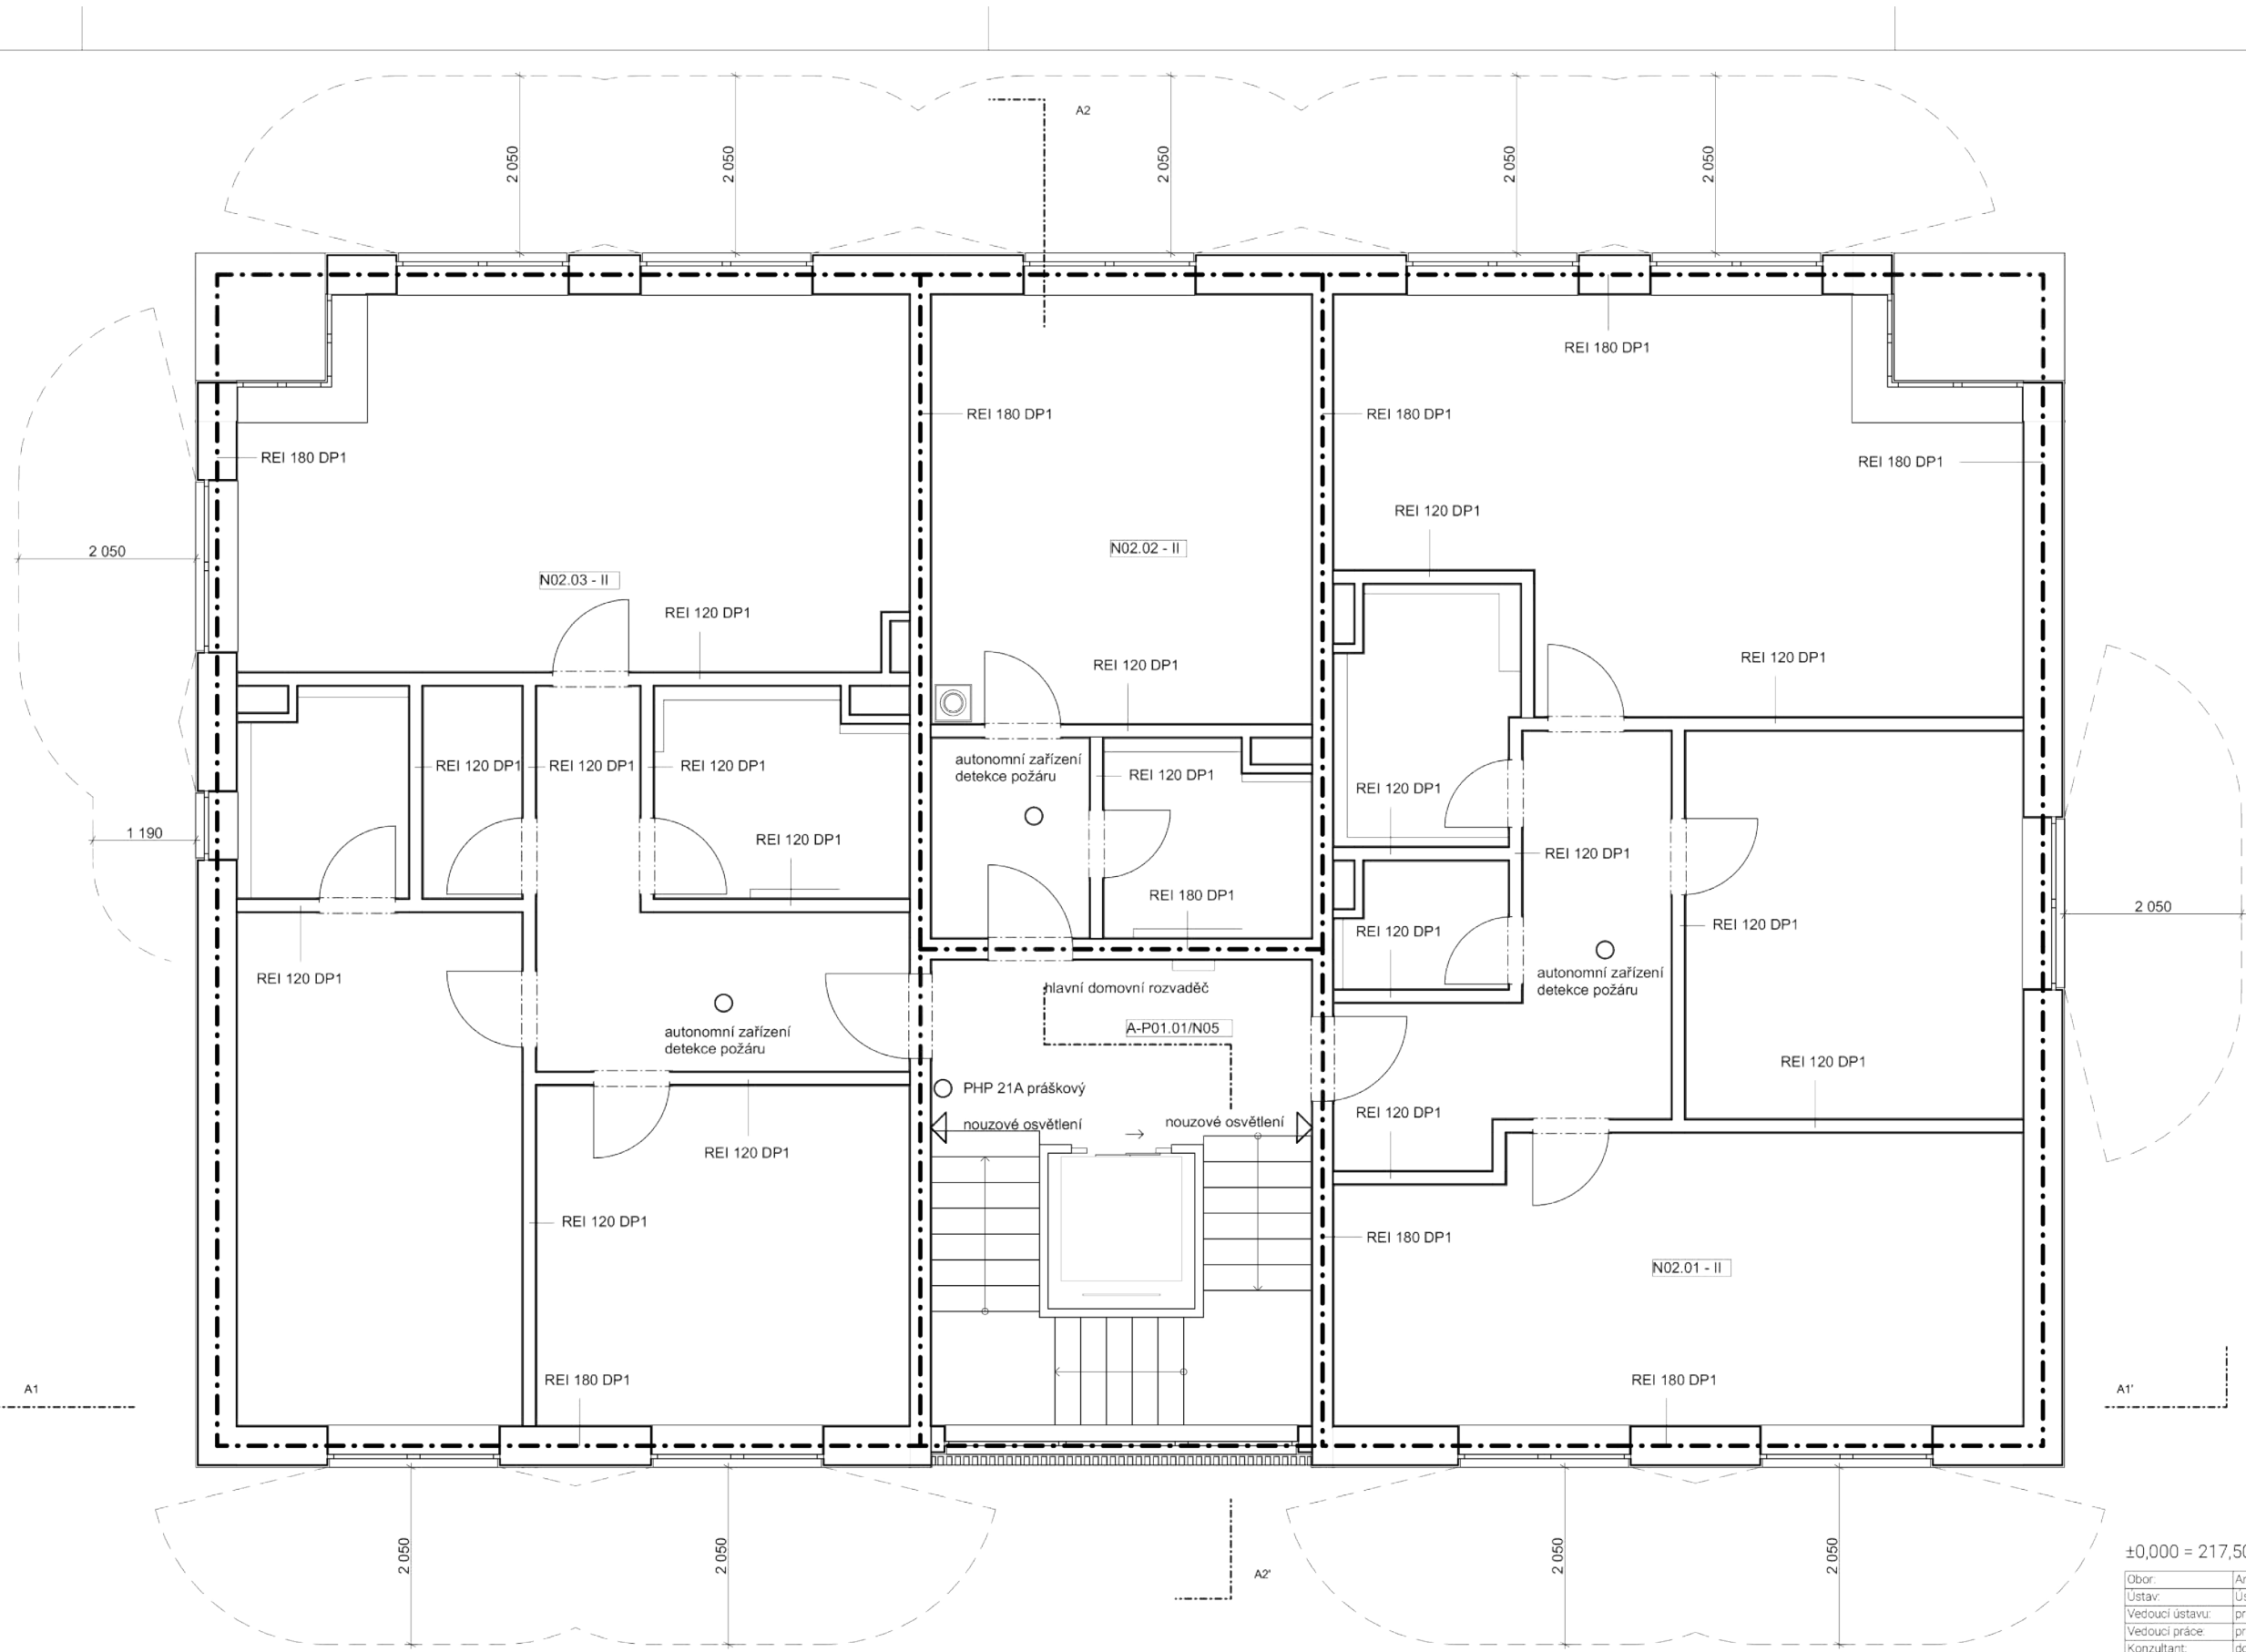 A2
2 050
2 050
2 050
2 050
2 050
REI 180 DP1
REI 180 DP1
REI 180 DP1
REI 180 DP1
REI 180 DP1
REI 120 DP1
2 050
N02.03 - II
N02.02 - II
REI 120 DP1
REI 120 DP1
REI 120 DP1
REI 120 DP1
REI 120 DP1
REI 120 DP1
autonomní zařízení
detekce požáru
REI 120 DP1
REI 120 DP1
1 190
REI 120 DP1
REI 120 DP1
REI 180 DP1
2 050
REI 120 DP1
REI 120 DP1
REI 120 DP1
autonomní zařízení
detekce požáru
hlavní domovní rozvaděč
A-P01.01/N05
autonomní zařízení
detekce požáru
REI 120 DP1
PHP 21A práškový
REI 120 DP1
nouzové osvětlení
nouzové osvětlení
REI 120 DP1
REI 120 DP1
REI 180 DP1
N02.01 - II
REI 180 DP1
REI 180 DP1
A1
A1'
2 050
2 050
2 050
2 050
A2'
±0,000 = 217,50
Obor:
Ústav:
Vedoucí ústavu:
Vedoucí práce:
Konzultant: